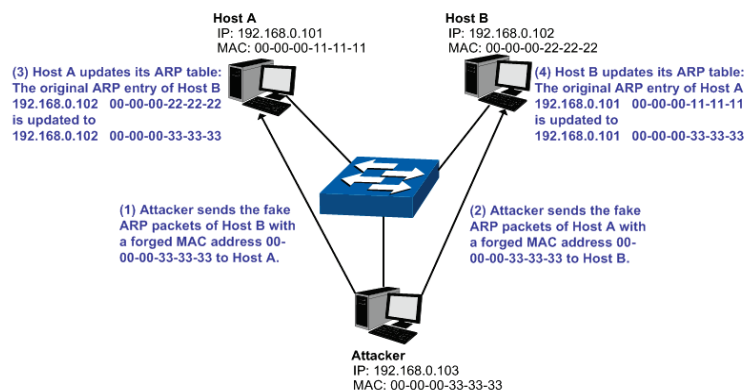 Host A
IP: 192.168.0.101
MAC: 00-00-00-11-11-11
Host B
IP: 192.168.0.102
MAC: 00-00-00-22-22-22
(3) Host A updates its ARP table:
The original ARP entry of Host B
192.168.0.102 00-00-00-22-22-22
is updated to
192.168.0.102 00-00-00-33-33-33
(4) Host B updates its ARP table:
The original ARP entry of Host A
192.168.0.101 00-00-00-11-11-11
is updated to
192.168.0.101 00-00-00-33-33-33
(1) Attacker sends the fake
ARP packets of Host B with
a forged MAC address 00-
00-00-33-33-33 to Host A.
(2) Attacker sends the fake
ARP packets of Host A with
a forged MAC address 00-
00-00-33-33-33 to Host B.
Attacker
IP: 192.168.0.103
MAC: 00-00-00-33-33-33